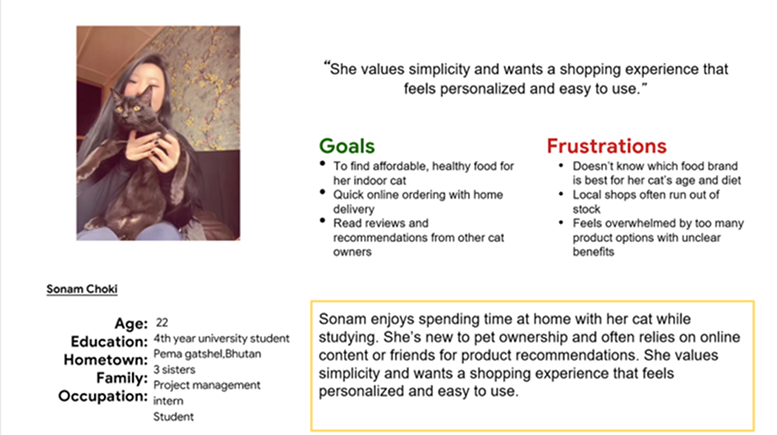 “She values simplicity and wants a shopping experience that
feels personalized and easy to use.”
Goals
• To find affordable, healthy food for
her indoor cat
• Quick online ordering with home
delivery
• Read reviews and
recommendations from other cat
owners
Frustrations
• Doesn't know which food brand
is best for her cat's age and diet
• Local shops often run out of
stock
• Feels overwhelmed by too many
product options with unclear
benefits
Sonam Choki
Age: 22
Education: 4th year university student
Hometown: Pema gatshel,Bhutan
Family: 3 sisters
Occupation: Project management
intern
Student
Sonam enjoys spending time at home with her cat while
studying. She's new to pet ownership and often relies on online
content or friends for product recommendations. She values
simplicity and wants a shopping experience that feels
personalized and easy to use.